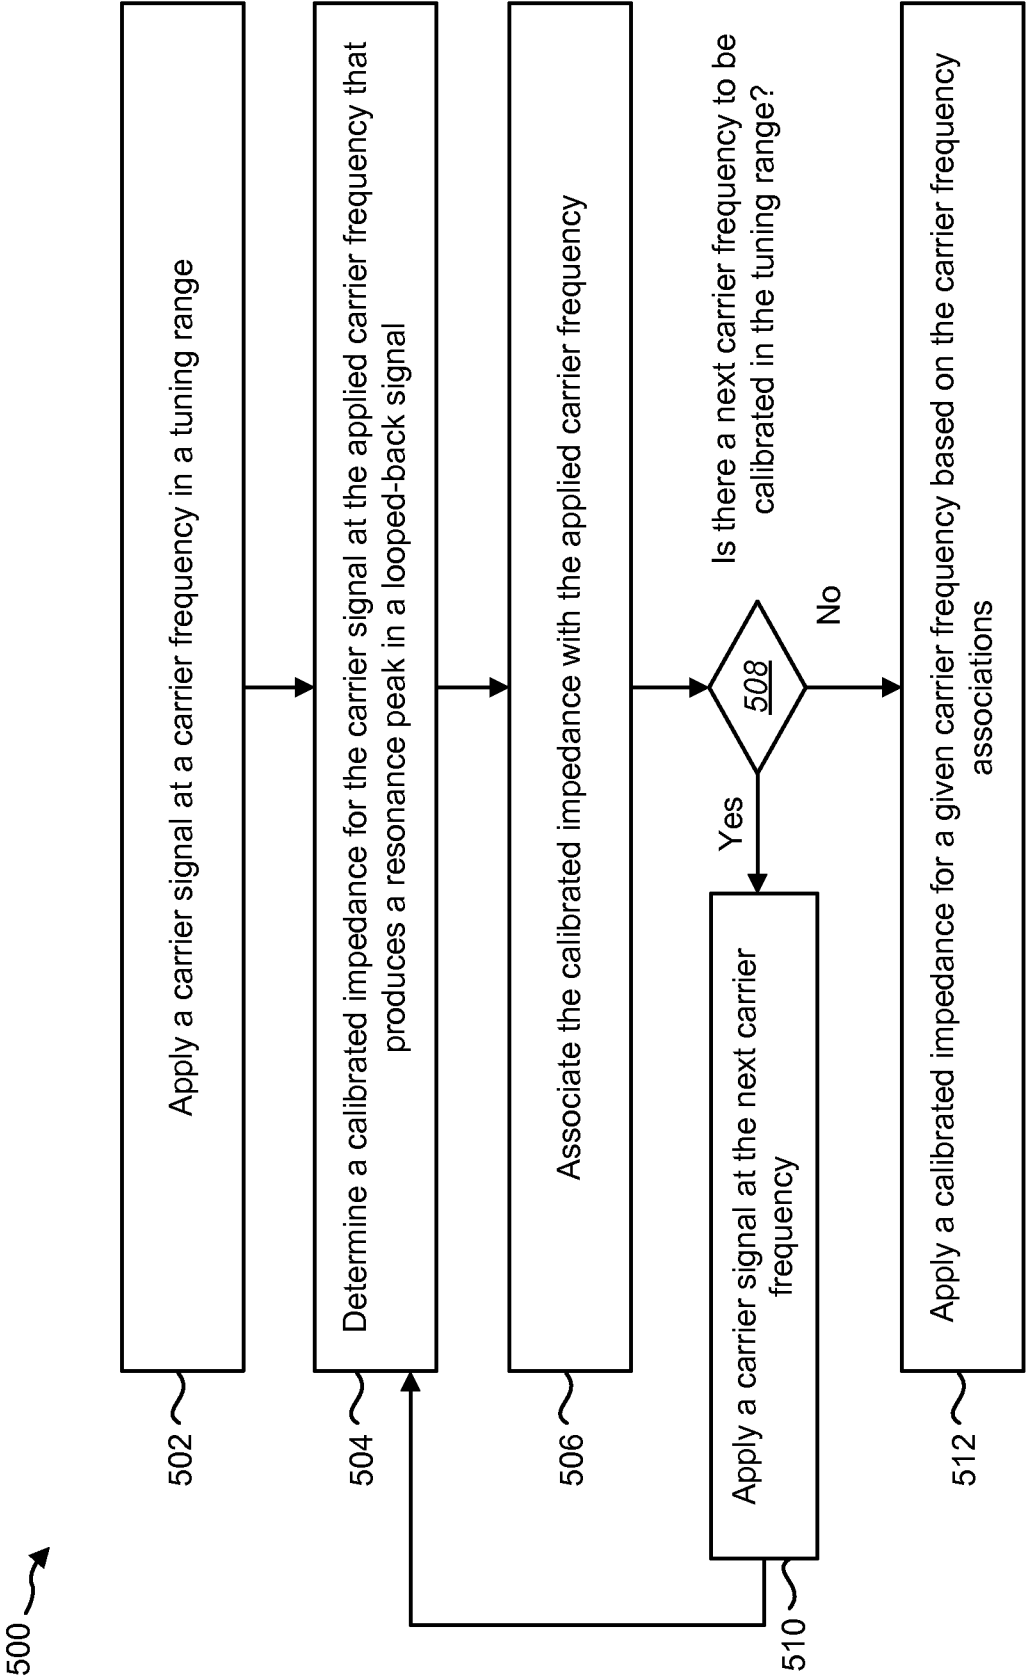 500
502
Apply a carrier signal at a carrier frequency in a tuning range
504
Determine a calibrated impedance for the carrier signal at the applied carrier frequency that
produces a resonance peak in a looped-back signal
506
Associate the calibrated impedance with the applied carrier frequency
508
Is there a next carrier frequency to be
calibrated in the tuning range?
Yes
No
510
Apply a carrier signal at the next carrier
frequency
512
Apply a calibrated impedance for a given carrier frequency based on the carrier frequency
associations